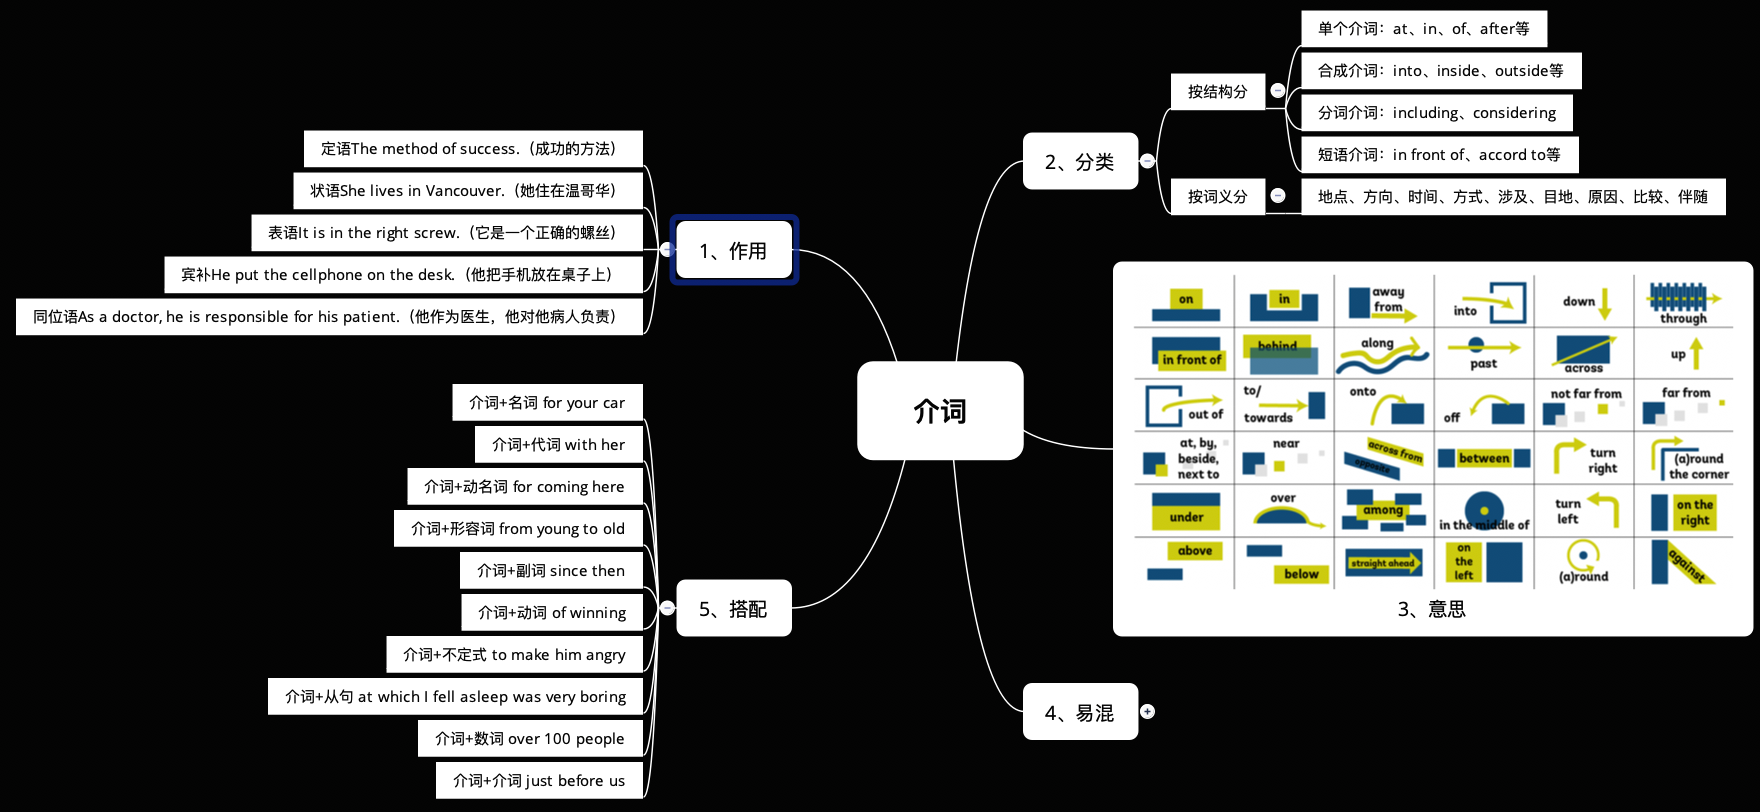 介词
1、作用
定语The method of success.（成功的方法）
状语She lives in Vancouver.（她住在温哥华）
表语It is in the right screw.（它是一个正确的螺丝）
宾补He put the cellphone on the desk.（他把手机放在桌子上）
同位语As a doctor, he is responsible for his patient.（他作为医生，他对他病人负责）
2、分类
按结构分
单个介词：at、in、of、after等
合成介词：into、inside、outside等
分词介词：including、considering
短语介词：in front of、accord to等
按词义分
地点、方向、时间、方式、涉及、目地、原因、比较、伴随
on
in
away
from
into
down
through
in front of
behind
along
past
across
up
out of
to/
towards
onto
off
not far from
far from
at, by,
beside,
next to
near
across from
opposite
between
turn
right
(a)round
the corner
under
over
among
in the middle of
turn
left
on the
right
above
below
straight ahead
on
the
left
(a)round
against
3、意思
4、易混
5、搭配
介词+名词 for your car
介词+代词 with her
介词+动名词 for coming here
介词+形容词 from young to old
介词+副词 since then
介词+动词 of winning
介词+不定式 to make him angry
介词+从句 at which I fell asleep was very boring
介词+数词 over 100 people
介词+介词 just before us